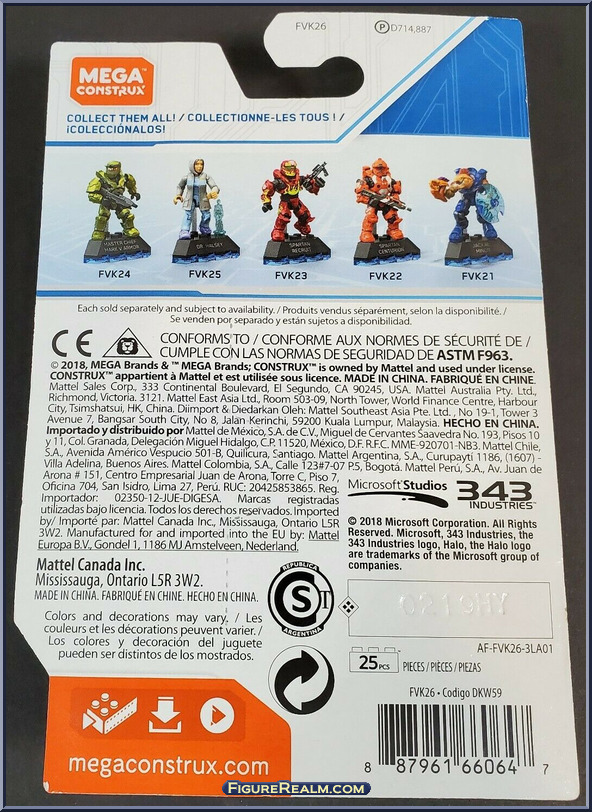 FVK26
P D714,887
MEGA™
CONSTRUX
COLLECT THEM ALL! / COLLECTIONNE-LES TOUS ! /
¡COLECCIÓNALOS!
MASTER CHIEF
MARK V ARMOR
DR. HALSEY
SPARTAN
RECRUIT
SPARTAN
CENTURION
JACKAL
FVK24 FVK25 FVK23 FVK22 FVK21
Each sold separately and subject to availability. / Produits vendus séparément, selon la disponibilité. /
Se venden por separado y están sujetos a disponibilidad.
CE
CONFORMS TO / CONFORME AUX NORMES DE SÉCURITÉ DE /
CUMPLE CON LAS NORMAS DE SEGURIDAD DE ASTM F963.
© 2018, MEGA Brands & ™ MEGA Brands; CONSTRUX™ is owned by Mattel and used under license.
CONSTRUX™ appartient à Mattel et est utilisée sous licence. MADE IN CHINA. FABRIQUÉ EN CHINE.
Mattel Sales Corp., 333 Continental Boulevard, El Segundo, CA 90245, USA. Mattel Australia Pty. Ltd.,
Richmond, Victoria. 3121. Mattel East Asia Ltd., Room 503-09, North Tower, World Finance Centre, Harbour
City, Tsimshatsui, HK, China. Diimport & Diedarkan Oleh: Mattel Southeast Asia Pte. Ltd. , No 19-1, Tower 3
Avenue 7, Bangsar South City, No 8, Jalan Kerinchi, 59200 Kuala Lumpur, Malaysia. HECHO EN CHINA.
Importado y distribuido por Mattel de México, S.A. de C.V., Miguel de Cervantes Saavedra No. 193, Pisos 10
y 11, Col. Granada, Delegación Miguel Hidalgo, C.P. 11520, México, D.F. R.F.C. MME-920701-NB3. Mattel Chile,
S.A., Avenida Américo Vespucio 501-B, Quilicura, Santiago. Mattel Argentina, S.A., Curupayti 1186, (1607) -
Villa Adelina, Buenos Aires. Mattel Colombia, S.A., Calle 123#7-07 P.5, Bogotá. Mattel Perú, S.A., Av. Juan de
Arona # 151, Centro Empresarial Juan de Arona, Torre C, Piso 7,
Oficina 704, San Isidro, Lima 27, Perú. RUC: 20425853865. Reg.
Importador: 02350-12-JUE-DIGESA. Marcas registradas
utilizadas bajo licencia. Todos los derechos reservados. Imported
by/ Importé par: Mattel Canada Inc., Mississauga, Ontario L5R
3W2. Manufactured for and imported into the EU by: Mattel
Europa B.V., Gondel 1, 1186 MJ Amstelveen, Nederland.
Microsoft Studios
343
INDUSTRIES™
© 2018 Microsoft Corporation. All Rights
Reserved. Microsoft, 343 Industries, the
343 Industries logo, Halo, the Halo logo
are trademarks of the Microsoft group of
companies.
Mattel Canada Inc.
Mississauga, Ontario L5R 3W2.
MADE IN CHINA. FABRIQUÉ EN CHINE. HECHO EN CHINA.
REPUBLICA
S T
ARGENTINA
0219HY
Colors and decorations may vary. / Les
couleurs et les décorations peuvent varier. /
Los colores y decoración del juguete
pueden ser distintos de los mostrados.
AF-FVK26-3LA01
25 PCS PIECES / PIÈCES / PIEZAS
FVK26 • Codigo DKW59
8 87961 66064 7
megaconstrux.com
FIGUREREALM.COM